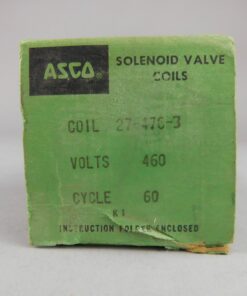 ASCO® SOLENOID VALVE
COILS
COIL 27-476-3
VOLTS 460
CYCLE 60
K1
INSTRUCTION FOLDER ENCLOSED